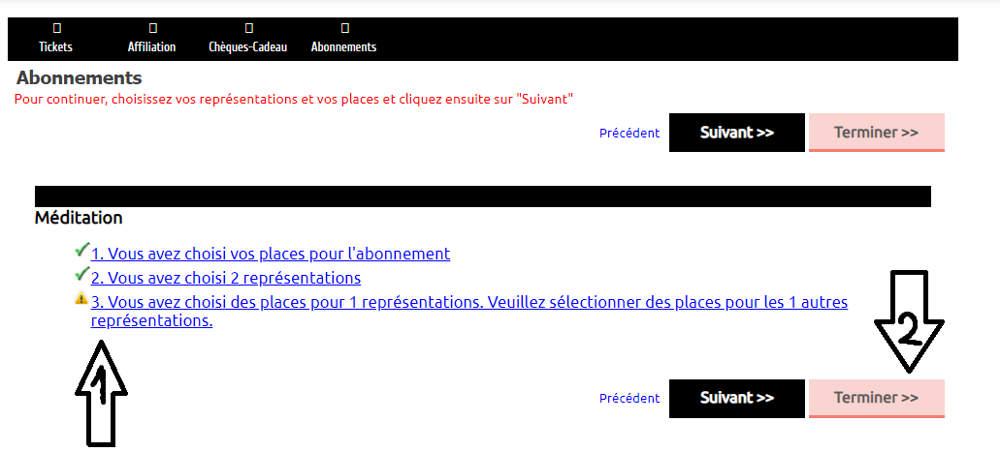 Tickets Affiliation Chèques-Cadeau Abonnements
Abonnements
Pour continuer, choisissez vos représentations et vos places et cliquez ensuite sur "Suivant"
Précédent Suivant >> Terminer >>
Méditation
1. Vous avez choisi vos places pour l'abonnement
2. Vous avez choisi 2 représentations
3. Vous avez choisi des places pour 1 représentations. Veuillez sélectionner des places pour les 1 autres
représentations.
2
1
Précédent Suivant >> Terminer >>